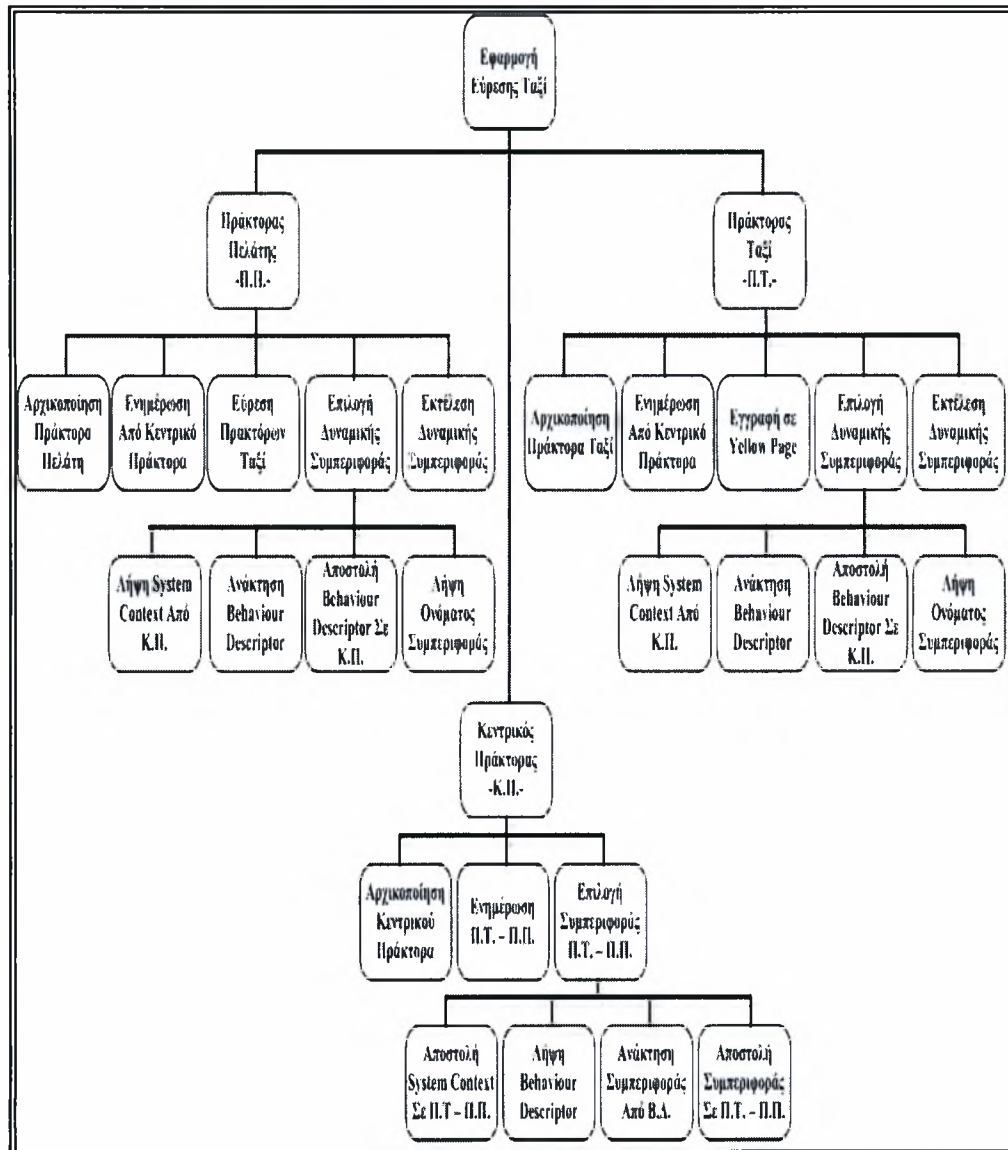 Εφαρμογή
Εύρεσης Ταξί
Πράκτορας
Πελάτης
-Π.Π.-
Πράκτορας
Ταξί
-Π.Τ.-
Αρχικοποίηση
Πράκτορα
Πελάτη
Ενημέρωση
Από Κεντρικό
Πράκτορα
Εύρεση
Πρακτόρων
Ταξί
Επιλογή
Δυναμικής
Συμπεριφοράς
Εκτέλεση
Δυναμικής
Συμπεριφοράς
Αρχικοποίηση
Πράκτορα Ταξί
Ενημέρωση
Από Κεντρικό
Πράκτορα
Εγγραφή σε
Yellow Page
Επιλογή
Δυναμικής
Συμπεριφοράς
Εκτέλεση
Δυναμικής
Συμπεριφοράς
Λήψη System
Context Από
Κ.Π.
Ανάκτηση
Behaviour
Descriptor
Αποστολή
Behaviour
Descriptor Σε
Κ.Π.
Λήψη
Ονόματος
Συμπεριφοράς
Λήψη System
Context Από
Κ.Π.
Ανάκτηση
Behaviour
Descriptor
Αποστολή
Behaviour
Descriptor Σε
Κ.Π.
Λήψη
Ονόματος
Συμπεριφοράς
Κεντρικός
Πράκτορας
-Κ.Π.-
Αρχικοποίηση
Κεντρικού
Πράκτορα
Ενημέρωση
Π.Τ. – Π.Π.
Επιλογή
Συμπεριφοράς
Π.Τ. – Π.Π.
Αποστολή
System Context
Σε Π.Τ – Π.Π.
Λήψη
Behaviour
Descriptor
Ανάκτηση
Συμπεριφοράς
Από Β.Δ.
Αποστολή
Συμπεριφοράς
Σε Π.Τ. – Π.Π.